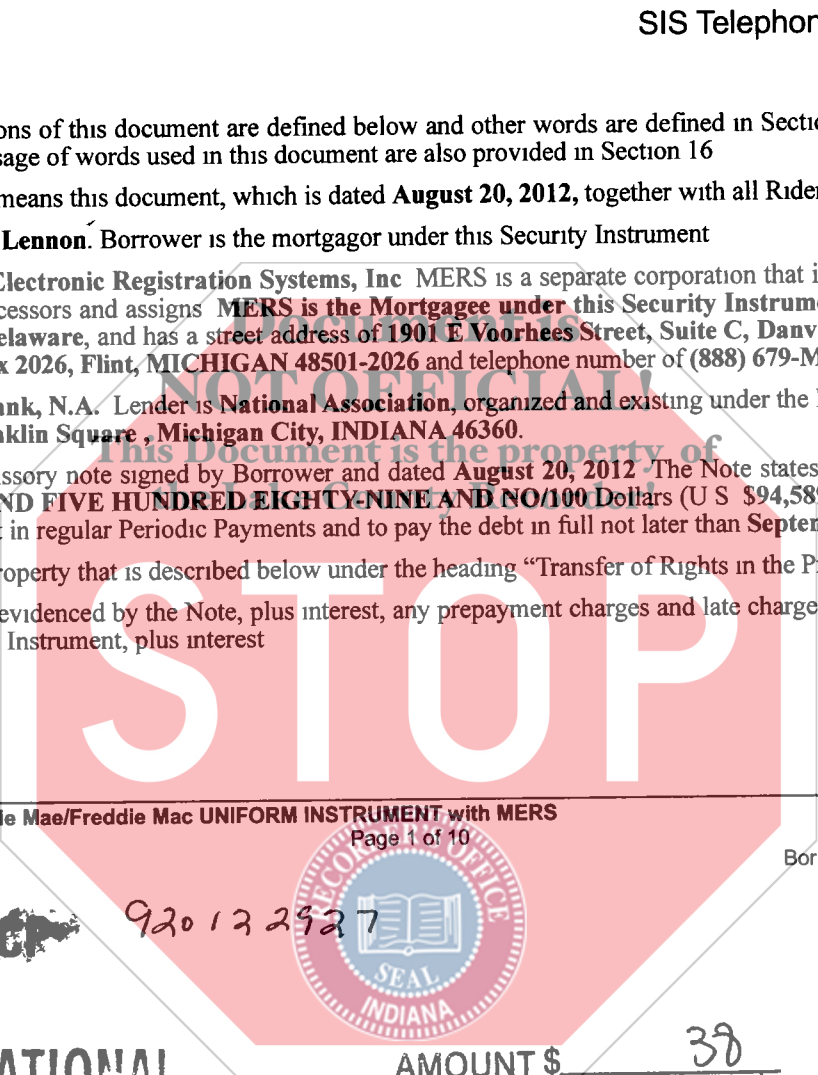 SIS Telephon
ons of this document are defined below and other words are defined in Sectio
sage of words used in this document are also provided in Section 16
means this document, which is dated August 20, 2012, together with all Rider
Lennon. Borrower is the mortgagor under this Security Instrument
Electronic Registration Systems, Inc MERS is a separate corporation that i
cessors and assigns MERS is the Mortgagee under this Security Instrume
elaware, and has a street address of 1901 E Voorhees Street, Suite C, Danv
x 2026, Flint, MICHIGAN 48501-2026 and telephone number of (888) 679-M
Document is
NOT OFFICIAL!
ank, N.A. Lender is National Association, organized and existing under the l
nklin Square , Michigan City, INDIANA 46360.
This Document is the property of
the Lake County Recorder!
issory note signed by Borrower and dated August 20, 2012 The Note states
ND FIVE HUNDRED EIGHTY-NINE AND NO/100 Dollars (U S $94,589
t in regular Periodic Payments and to pay the debt in full not later than Septem
roperty that is described below under the heading “Transfer of Rights in the P
evidenced by the Note, plus interest, any prepayment charges and late charge
Instrument, plus interest
STOP
ie Mae/Freddie Mac UNIFORM INSTRUMENT with MERS
Page 1 of 10
Bor
920122927
RECORDER OFFICE
SEAL
INDIANA
ATIONAL
AMOUNT $ 38